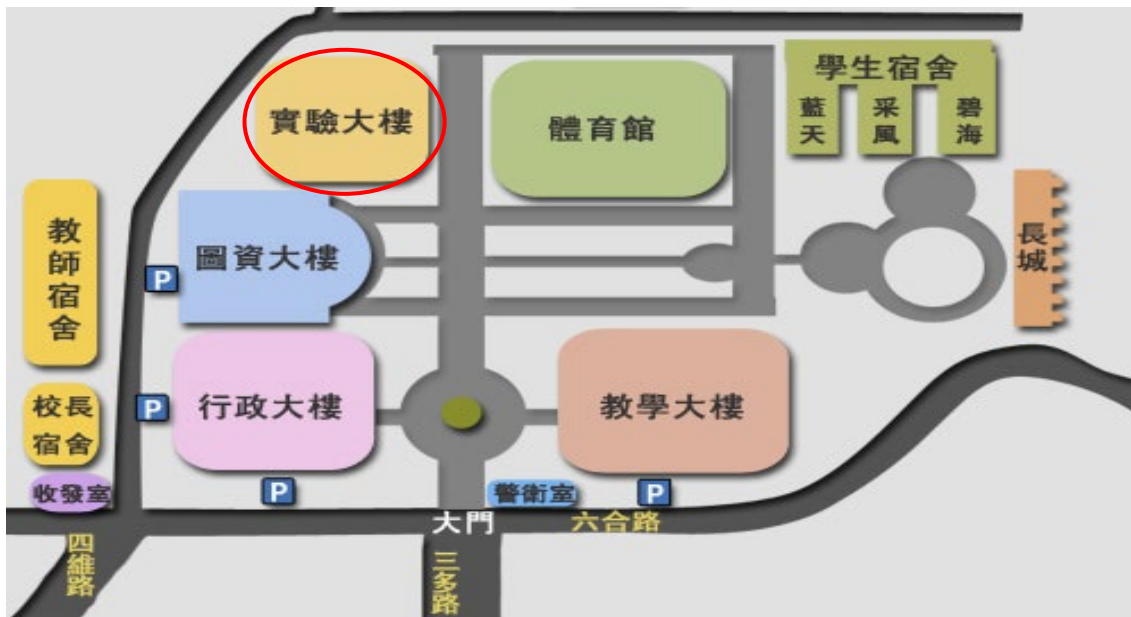 學生宿舍
藍天
采風
碧海
實驗大樓
體育館
教師宿舍
圖資大樓
長城
P
校長
宿舍
P
行政大樓
教學大樓
收發室
P
警衛室
P
大門
六合路
四維路
三多路